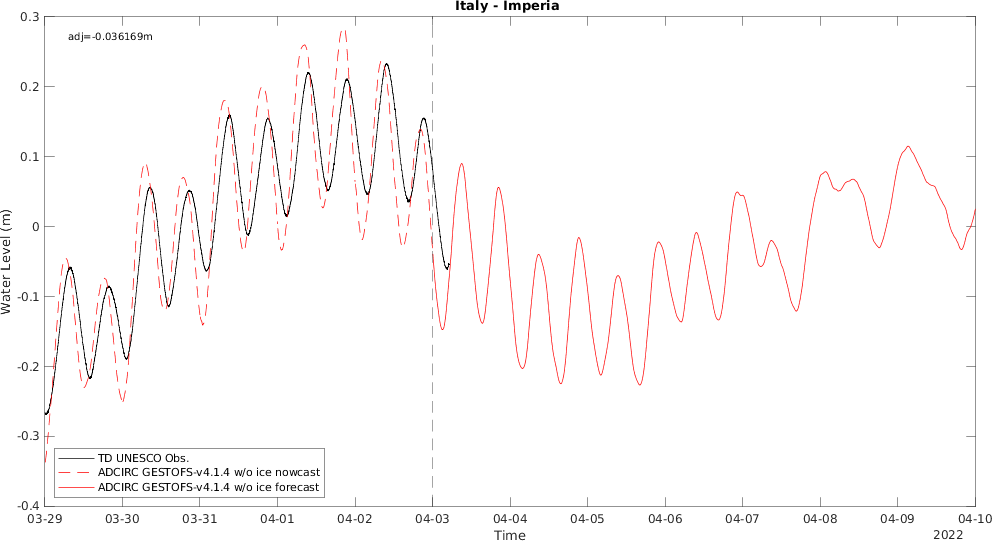 Italy - Imperia
adj=-0.036169m
0.3
0.2
0.1
0
-0.1
-0.2
-0.3
-0.4
Water Level (m)
TD UNESCO Obs.
ADCIRC GESTOFS-v4.1.4 w/o ice nowcast
ADCIRC GESTOFS-v4.1.4 w/o ice forecast
03-29 03-30 03-31 04-01 04-02 04-03 04-04 04-05 04-06 04-07 04-08 04-09 04-10
Time
2022